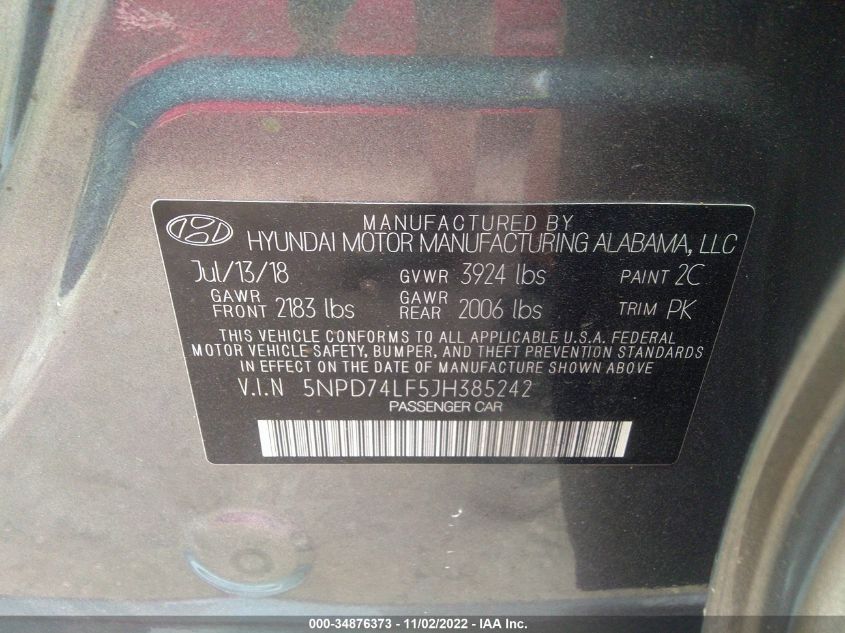 MANUFACTURED BY
HYUNDAI MOTOR MANUFACTURING ALABAMA, LLC
Jul/13/18 GVWR 3924 lbs PAINT 2C
GAWR FRONT 2183 lbs GAWR REAR 2006 lbs TRIM PK
THIS VEHICLE CONFORMS TO ALL APPLICABLE U.S.A. FEDERAL
MOTOR VEHICLE SAFETY, BUMPER, AND THEFT PREVENTION STANDARDS
IN EFFECT ON THE DATE OF MANUFACTURE SHOWN ABOVE
V.I.N 5NPD74LF5JH385242
PASSENGER CAR
000-34876373 - 11/02/2022 - IAA Inc.